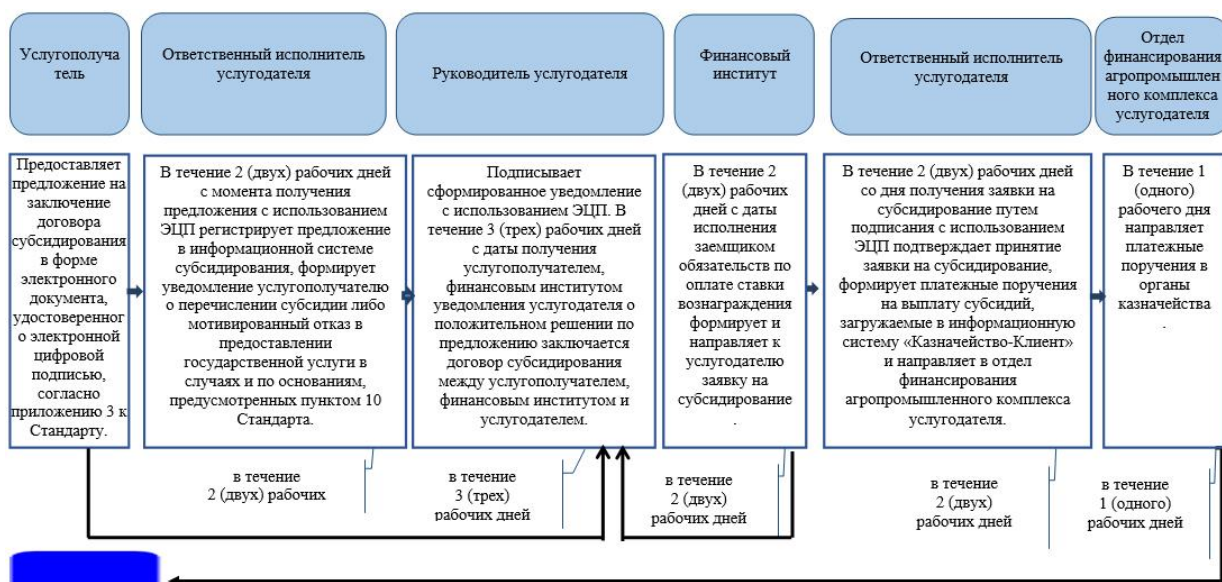 Услугополуча
тель
Ответственный исполнитель
услугодателя
Руководитель услугодателя
Финансовый
институт
Ответственный исполнитель
услугодателя
Отдел
финансирования
агропромышлен
ного комплекса
услугодателя
Предоставляет
предложение на
заключение
договора
субсидирования
в форме
электронного
документа,
удостоверенног
о электронной
цифровой
подписью,
согласно
приложению 3 к
Стандарту.
В течение 2 (двух) рабочих дней
с момента получения
предложения с использованием
ЭЦП регистрирует предложение
в информационной системе
субсидирования, формирует
уведомление услугополучателю
о перечислении субсидии либо
мотивированный отказ в
предоставлении
государственной услуги в
случаях и по основаниям,
предусмотренных пунктом 10
Стандарта.
Подписывает
сформированное уведомление
с использованием ЭЦП. В
течение 3 (трех) рабочих дней
с даты получения
услугополучателем,
финансовым институтом
уведомления услугодателя о
положительном решении по
предложению заключается
договор субсидирования
между услугополучателем,
финансовым институтом и
услугодателем.
В течение 2
(двух) рабочих
дней с даты
исполнения
заемщиком
обязательств по
оплате ставки
вознаграждения
формирует и
направляет к
услугодателю
заявку на
субсидирование
.
В течение 2 (двух) рабочих дней
со дня получения заявки на
субсидирование путем
подписания с использованием
ЭЦП подтверждает принятие
заявки на субсидирование,
формирует платежные поручения
на выплату субсидий,
загружаемые в информационную
систему «Казначейство-Клиент»
и направляет в отдел
финансирования
агропромышленного комплекса
услугодателя.
В течение 1
(одного)
рабочего дня
направляет
платежные
поручения в
органы
казначейства
.
в течение
2 (двух) рабочих
в течение
3 (трех)
рабочих дней
в течение
2 (двух)
рабочих дней
в течение
2 (двух)
рабочих дней
в течение
1 (одного)
рабочих дней